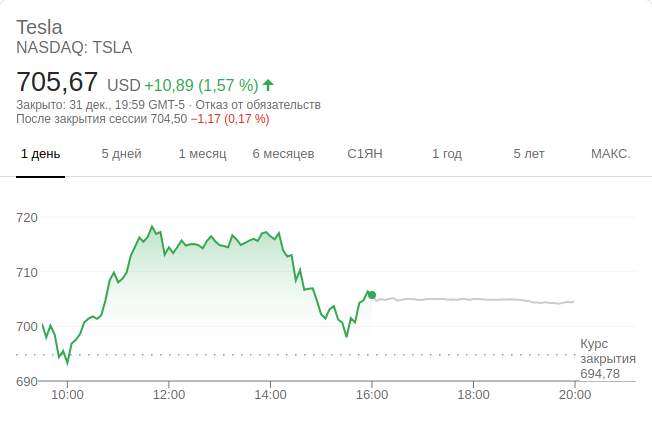 Tesla
NASDAQ: TSLA
705,67 USD +10,89 (1,57 %)
Закрыто: 31 дек., 19:59 GMT-5 · Отказ от обязательств
После закрытия сессии 704,50 −1,17 (0,17 %)
1 день 5 дней 1 месяц 6 месяцев С1ЯН 1 год 5 лет МАКС.
720
710
700
690
Курс
закрытия
694,78
10:00 12:00 14:00 16:00 18:00 20:00